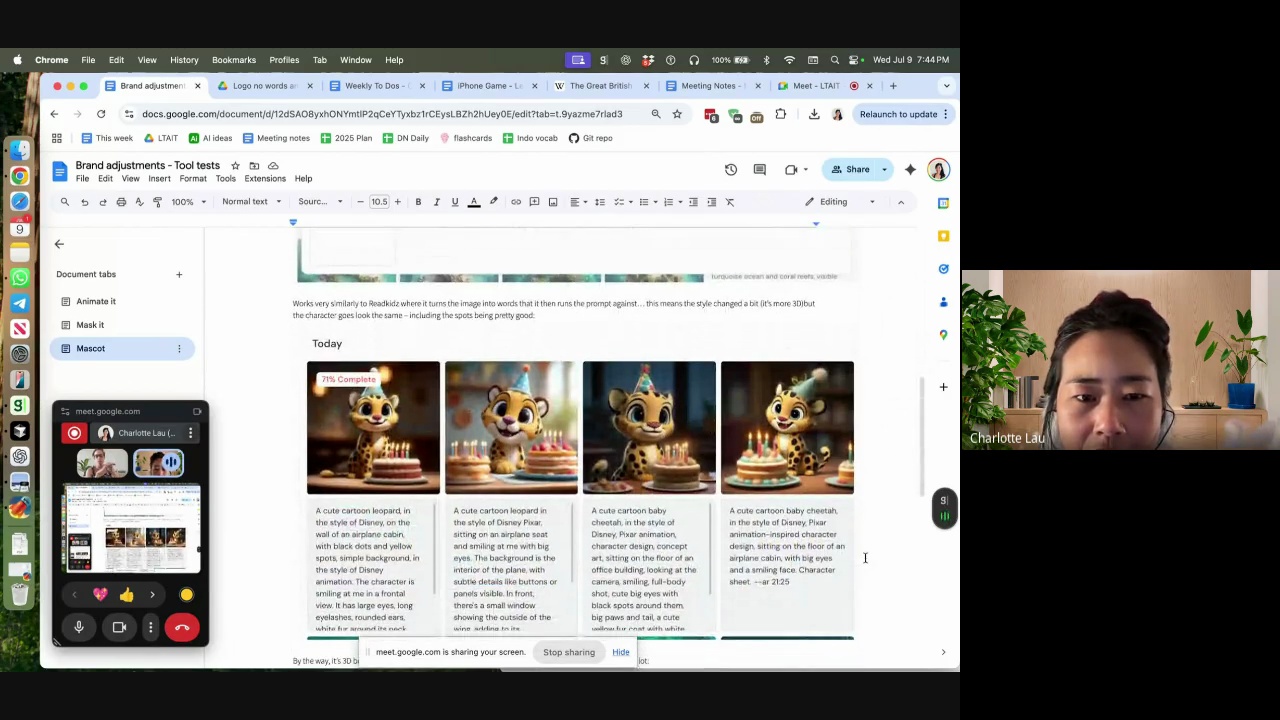 Chrome File Edit View History Bookmarks Profiles Tab Window Help
100% Wed Jul 9 7:44 PM
Brand adjustment
Logo no words an
Weekly To Dos -
iPhone Game - Le
The Great British
Meeting Notes -
Meet - LTAIT
docs.google.com/document/d/12dSAO8yxhONYmtIP2qCeYTyxbz1rCEysLBZh2hUey0E/edit?tab=t.9yazme7rlad3
Relaunch to update
This week LTAIT AI ideas Meeting notes 2025 Plan DN Daily flashcards Indo vocab Git repo
Brand adjustments - Tool tests
File Edit View Insert Format Tools Extensions Help
Share
100% Normal text Sourc... 10.5 Editing
Document tabs
Animate it
Mask it
Mascot
meet.google.com
Charlotte Lau (...
turquoise ocean and coral reefs, visible
Works very similarly to Readkidz where it turns the image into words that it then runs the prompt against... this means the style changed a bit (it's more 3D)but
the character goes look the same – including the spots being pretty good:
Today
71% Complete
A cute cartoon leopard, in
the style of Disney, on the
wall of an airplane cabin,
with black dots and yellow
spots, simple background, in
the style of Disney
animation. The character is
smiling at me in a frontal
view. It has large eyes, long
eyelashes, rounded ears,
white fur around its neck
A cute cartoon leopard in
the style of Disney Pixar,
sitting on an airplane seat
and smiling at me with big
eyes. The background is the
interior of the plane, with
subtle details like buttons or
panels visible. In front,
there's a small window
showing the outside of the
wing, adding to its
A cute cartoon baby
cheetah, in the style of
Disney, Pixar animation,
character design, concept
art, sitting on the floor of an
office building, looking at the
camera, smiling, full-body
shot, cute big eyes with
black spots around them,
big paws and tail, a cute
yellow fur coat with white
A cute cartoon baby
cheetah, in the style of
Disney, Pixar
animation-inspired character
design, sitting on the floor of an
airplane cabin, with big eyes
and a smiling face. Character
sheet. --ar 21:25
By the way, it's 3D b
lot:
meet.google.com is sharing your screen.
Stop sharing
Hide
Charlotte Lau